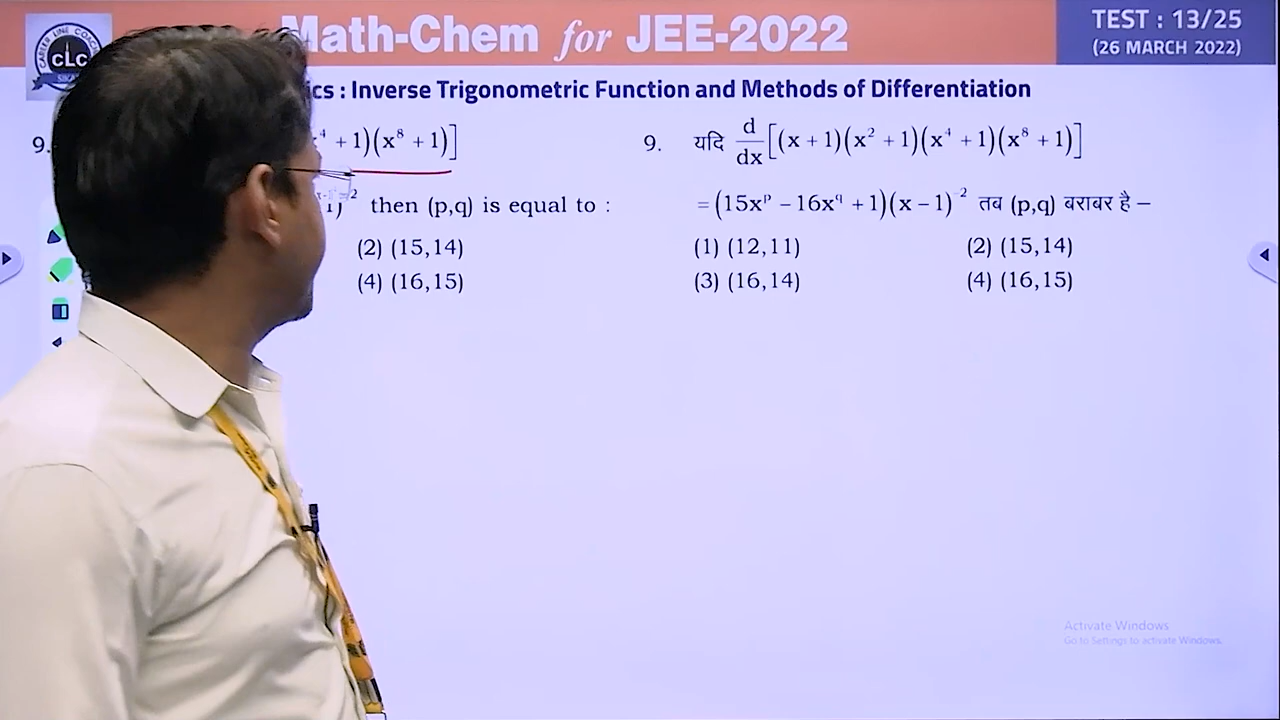 Math-Chem for JEE-2022
TEST : 13/25
(26 MARCH 2022)
CLC
: Inverse Trigonometric Function and Methods of Differentiation
9.
+ 1)(x⁸ + 1)]
then (p,q) is equal to :
(2) (15,14)
(4) (16,15)
9. यदि d/dx [(x + 1)(x² + 1)(x⁴ + 1)(x⁸ + 1)]
= (15xᵖ − 16x^q + 1)(x − 1)⁻² तब (p,q) बराबर है –
(1) (12,11) (2) (15,14)
(3) (16,14) (4) (16,15)
Activate Windows
Go to Settings to activate Windows.